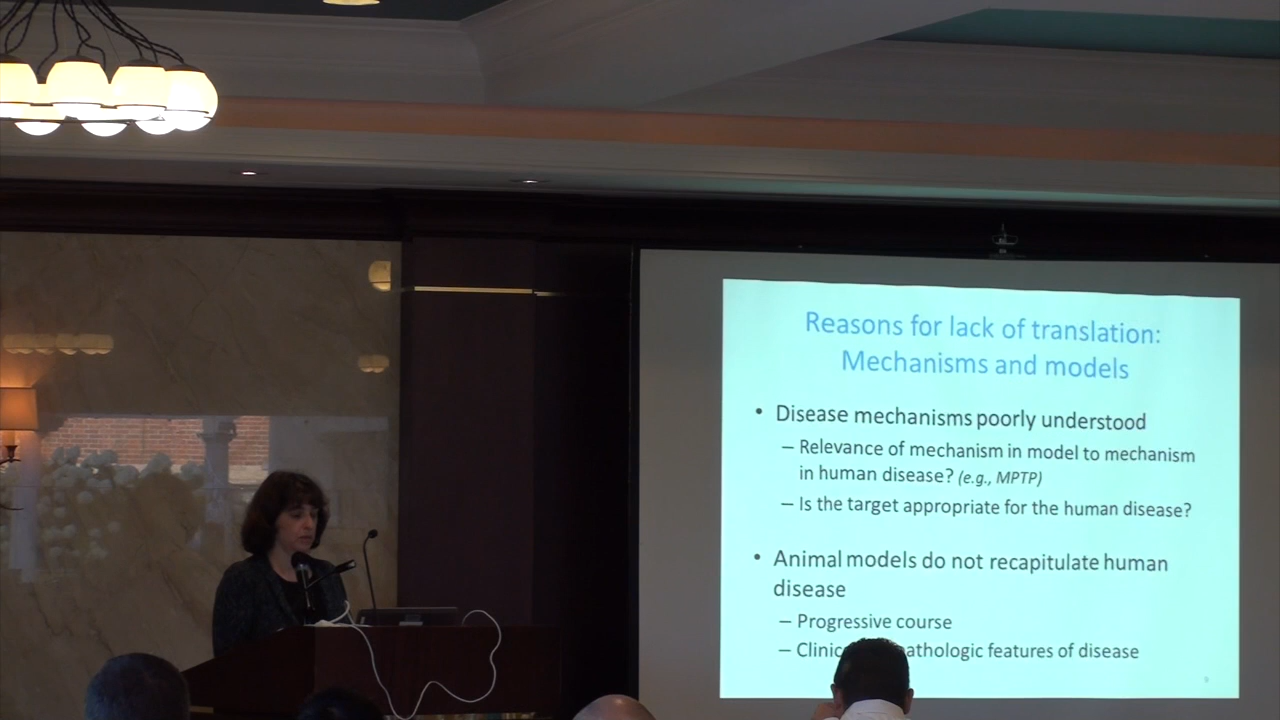 Reasons for lack of translation:
Mechanisms and models
• Disease mechanisms poorly understood
– Relevance of mechanism in model to mechanism
in human disease? (e.g., MPTP)
– Is the target appropriate for the human disease?
• Animal models do not recapitulate human
disease
– Progressive course
– features of disease
9